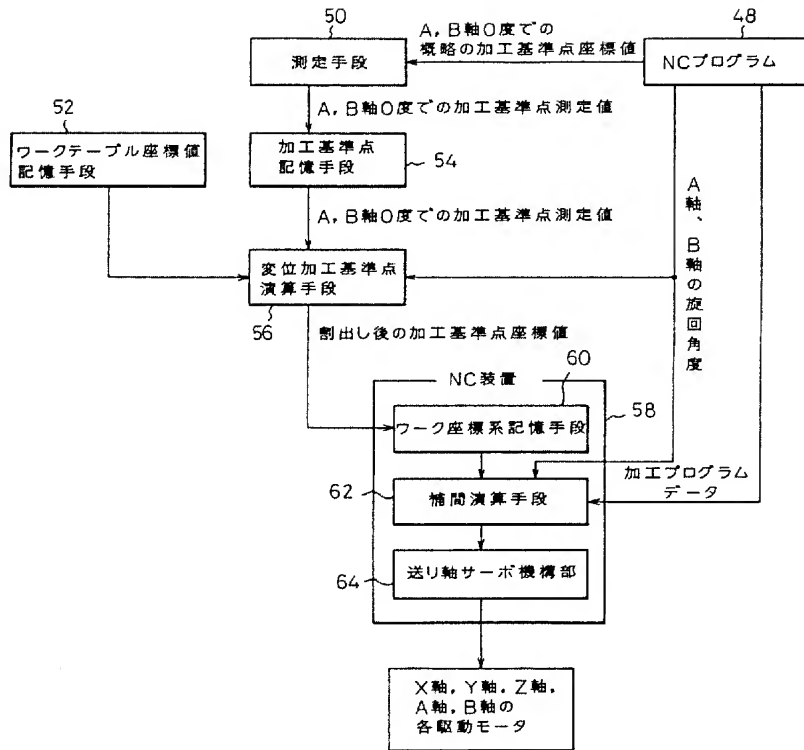 50
48
A，B軸０度での
概略の加工基準点座標値
測定手段
NCプログラム
A，B軸０度での加工基準点測定値
52
ワークテーブル座標値
記憶手段
加工基準点
記憶手段
54
A，B軸０度での加工基準点測定値
A軸、B軸の旋回角度
変位加工基準点
演算手段
56
割出し後の加工基準点座標値
NC装置
60
58
ワーク座標系記憶手段
加工プログラム
データ
62
補間演算手段
64
送り軸サーボ機構部
X軸，Y軸，Z軸，
A軸，B軸の
各駆動モータ